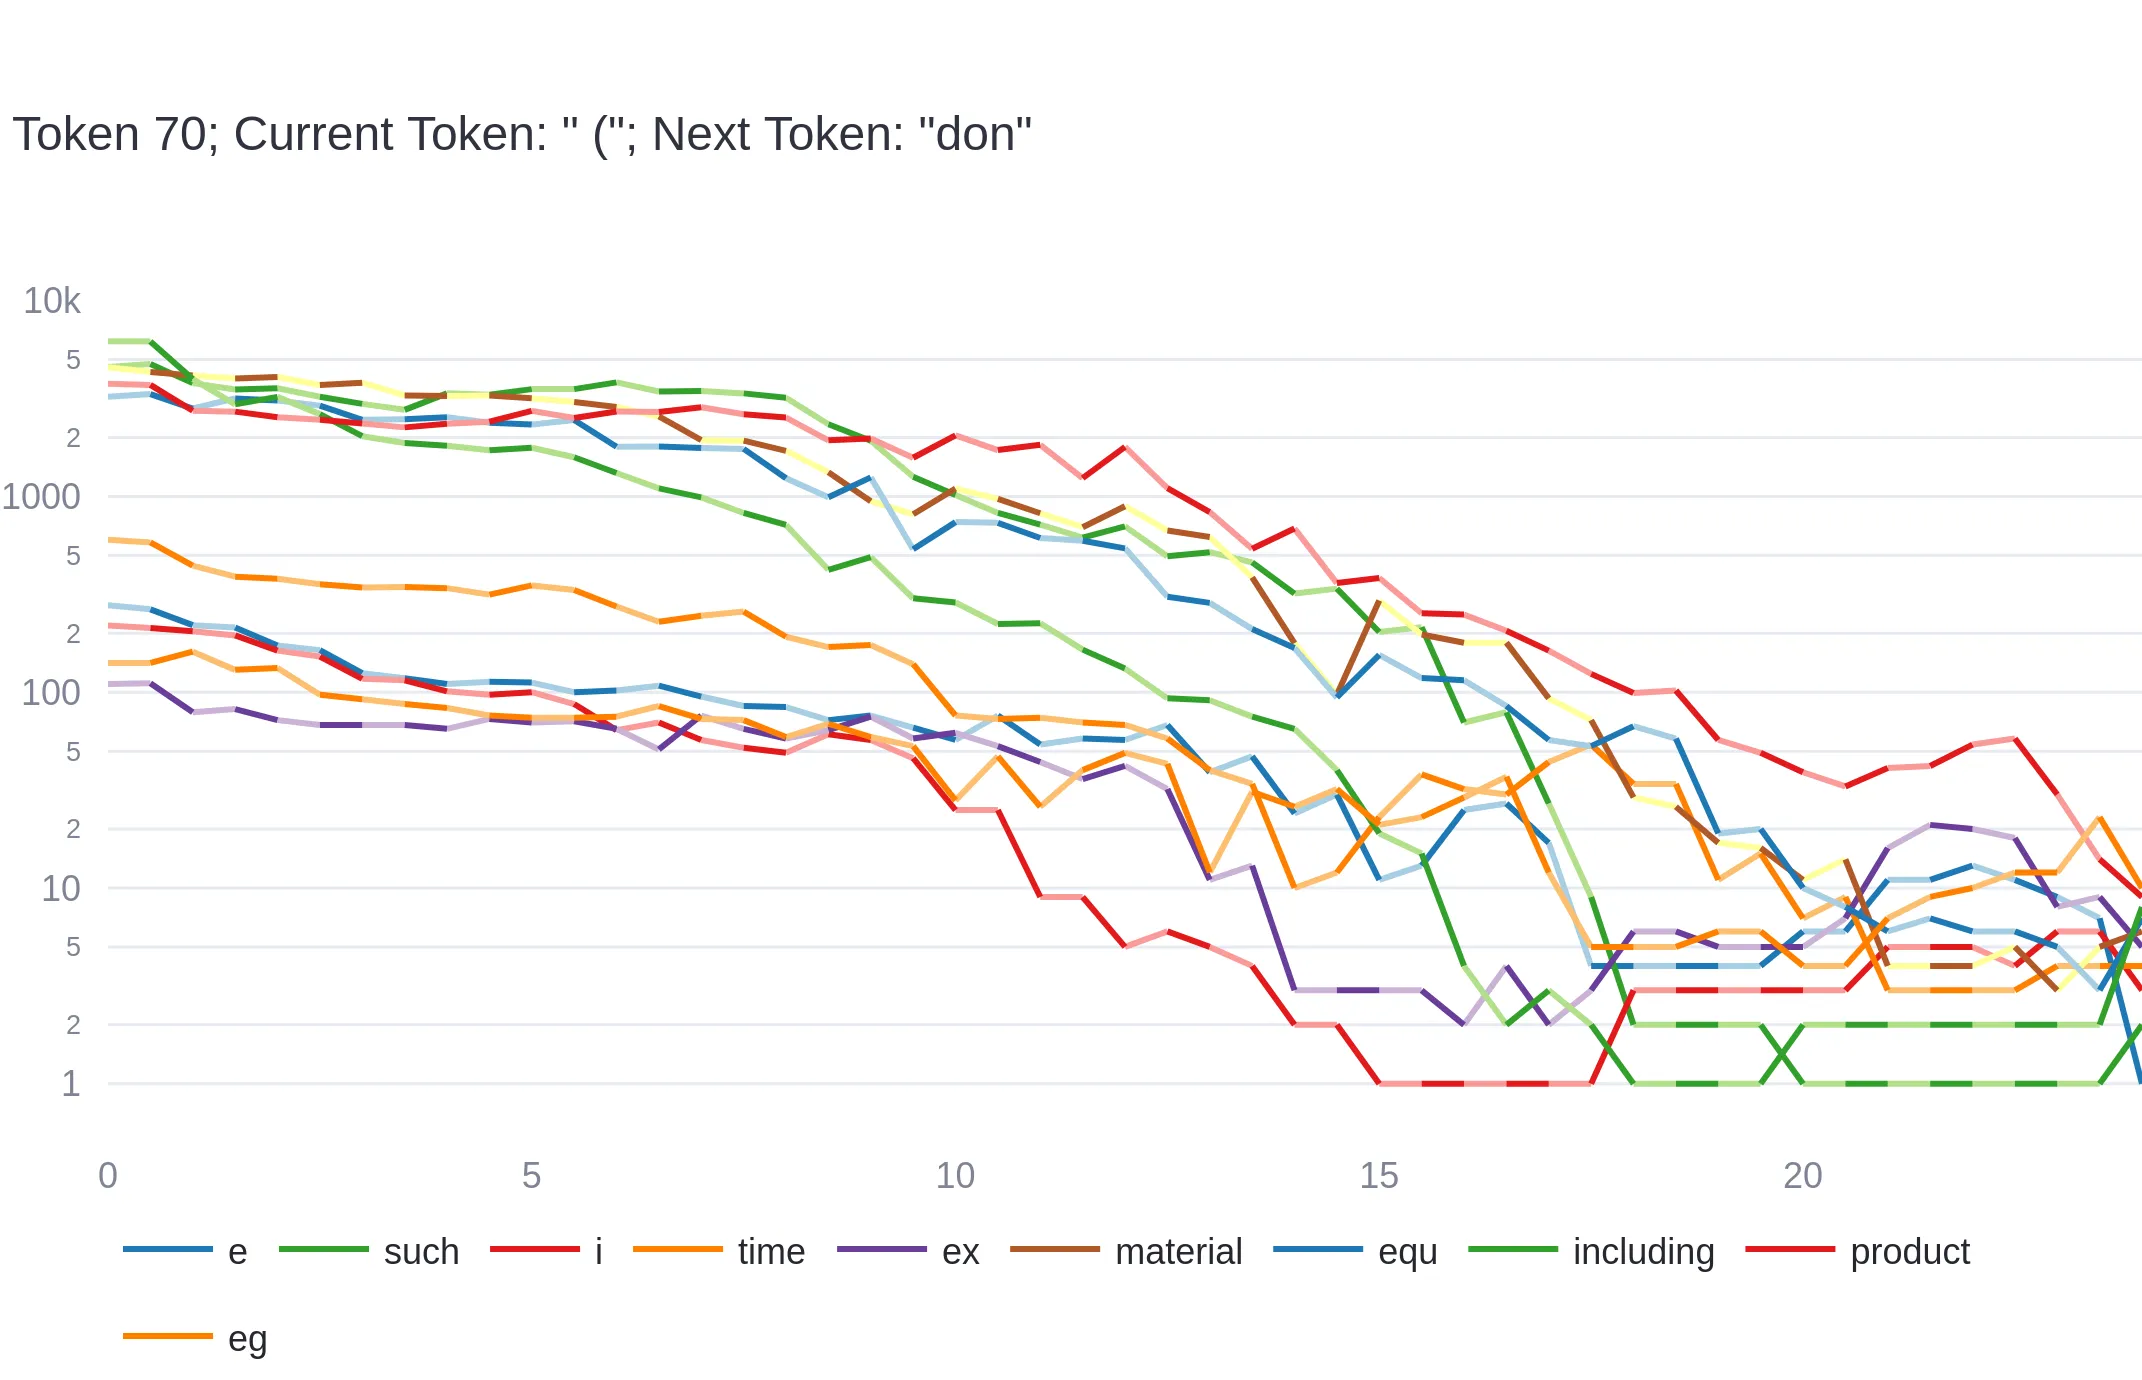 Token 70; Current Token: " ("; Next Token: "don"
10k
5
2
1000
5
2
100
5
2
10
5
2
1
0 5 10 15 20
e such i time ex material equ including product
eg